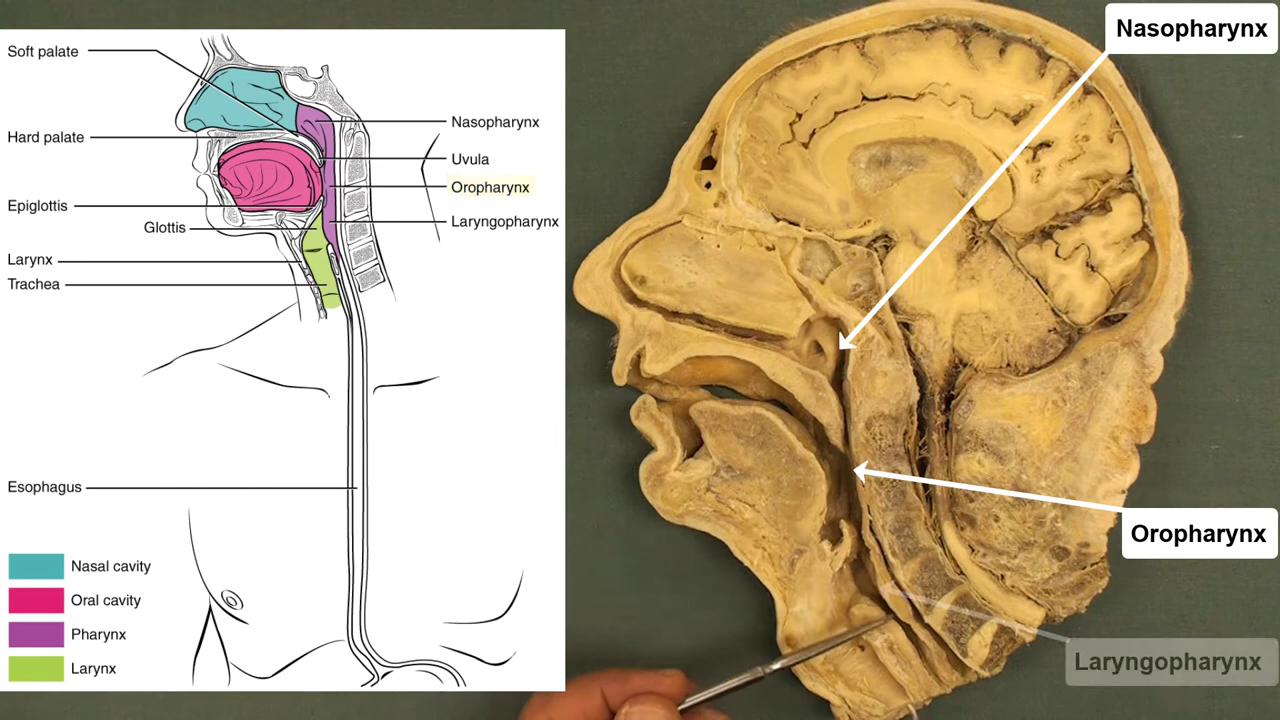 Soft palate
Hard palate
Epiglottis
Glottis
Larynx
Trachea
Esophagus
Nasopharynx
Uvula
Oropharynx
Laryngopharynx
Nasal cavity
Oral cavity
Pharynx
Larynx
Nasopharynx
Oropharynx
Laryngopharynx